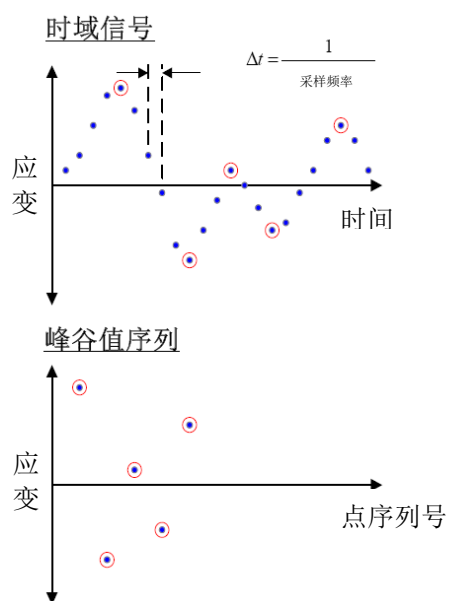 时域信号
Δt = 1
采样频率
应
变
时间
峰谷值序列
应
变
点序列号